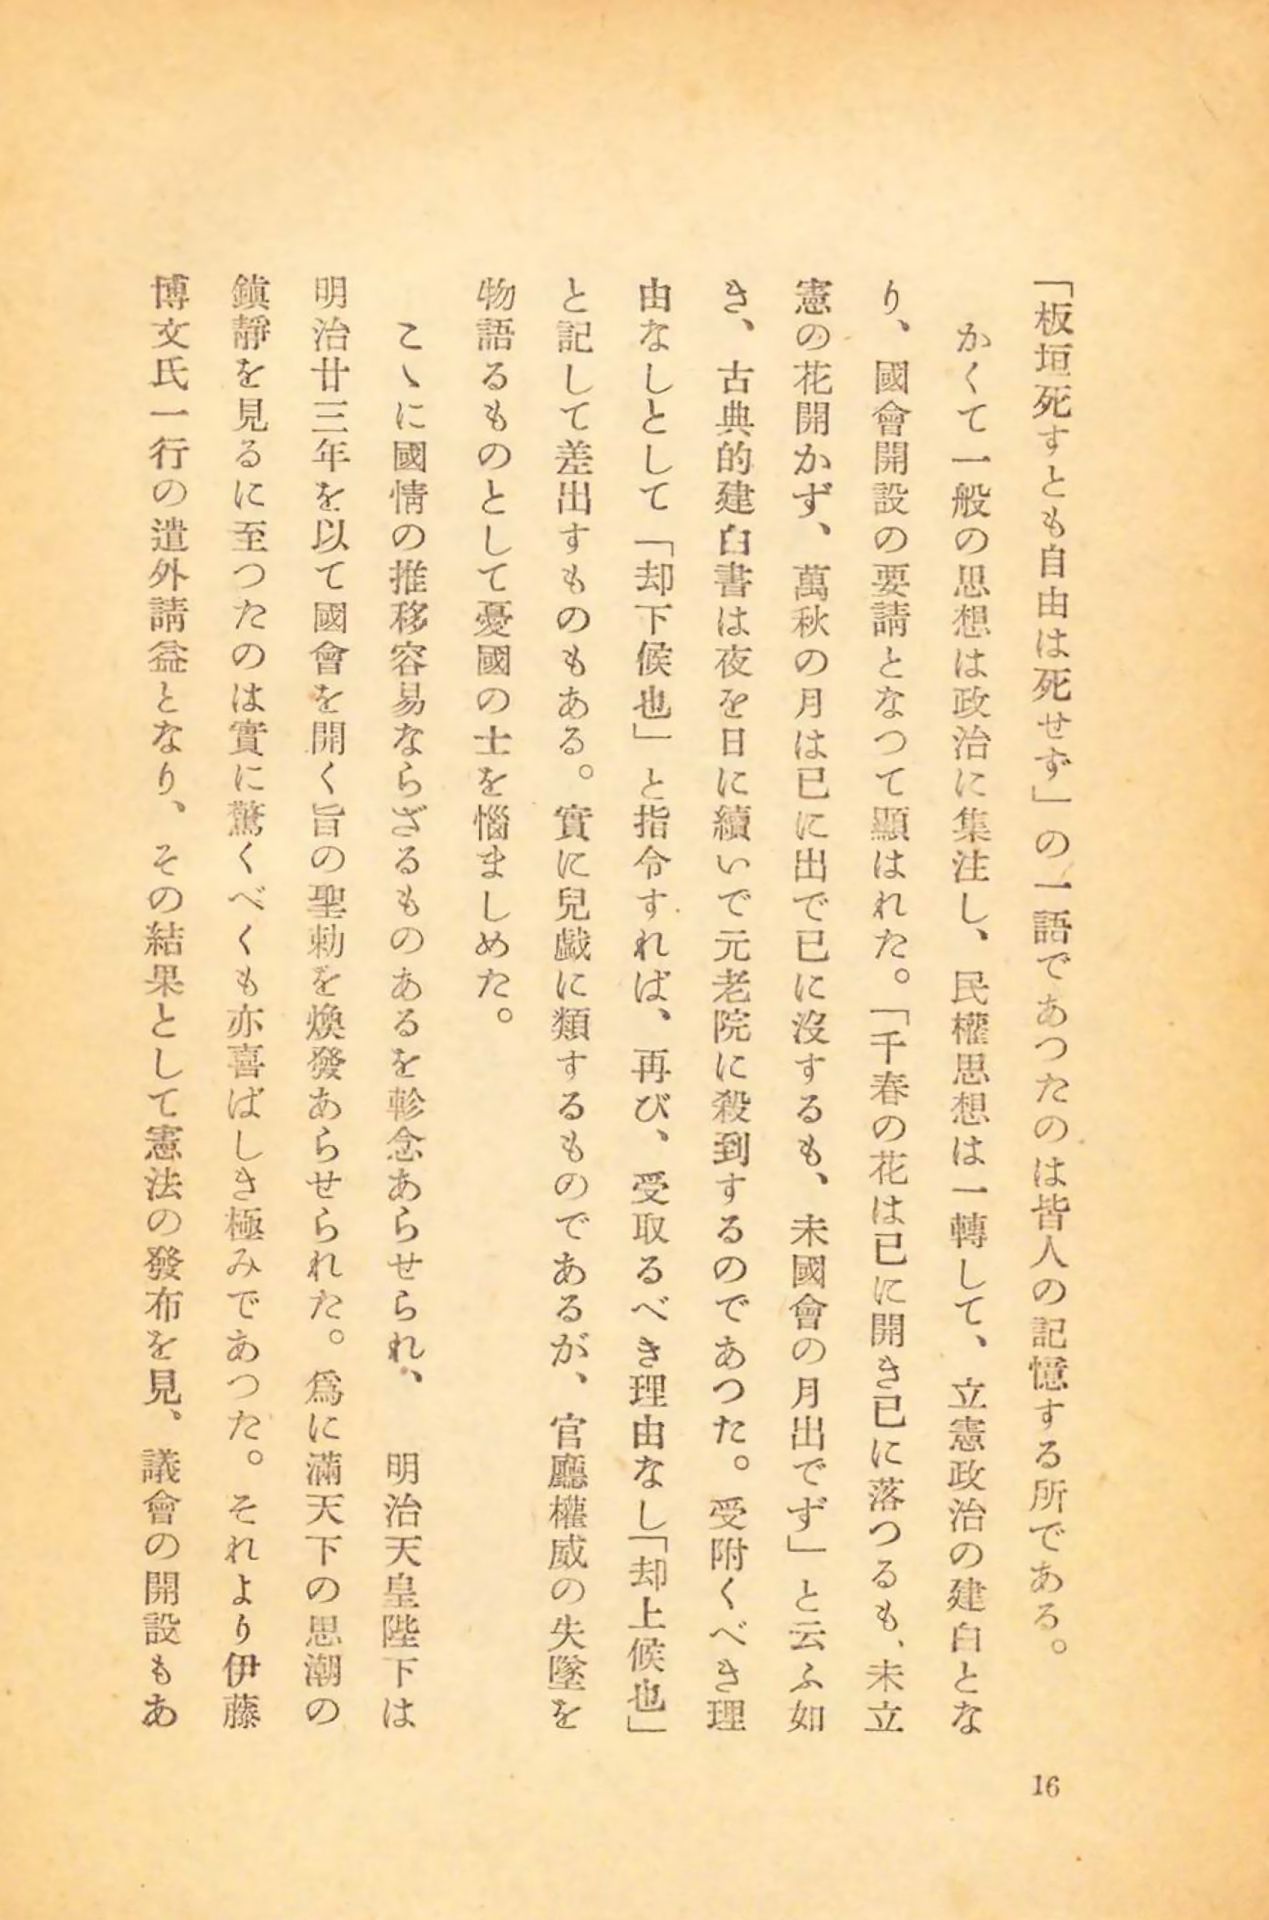 「板垣死すとも自由は死せず」の一語であつたのは皆人の記憶する所である。
かくて一般の思想は政治に集注し、民權思想は一轉して、立憲政治の建白とな
り、國會開設の要請となつて顯はれた。「千春の花は已に開き已に落つるも、未立
憲の花開かず、萬秋の月は已に出で已に沒するも、未國會の月出でず」と云ふ如
き、古典的建白書は夜を日に續いで元老院に殺到するのであつた。受附くべき理
由なしとして「却下候也」と指令すれば、再び、受取るべき理由なし「却上候也」
と記して差出すものもある。實に兒戲に類するものであるが、官廳權威の失墜を
物語るものとして憂國の士を惱ましめた。
こゝに國情の推移容易ならざるものあるを軫念あらせられ、明治天皇陛下は
明治廿三年を以て國會を開く旨の聖勅を煥發あらせられた。爲に滿天下の思潮の
鎭靜を見るに至つたのは實に驚くべくも亦喜ばしき極みであつた。それより伊藤
博文氏一行の遣外請益となり、その結果として憲法の發布を見、議會の開設もあ
16